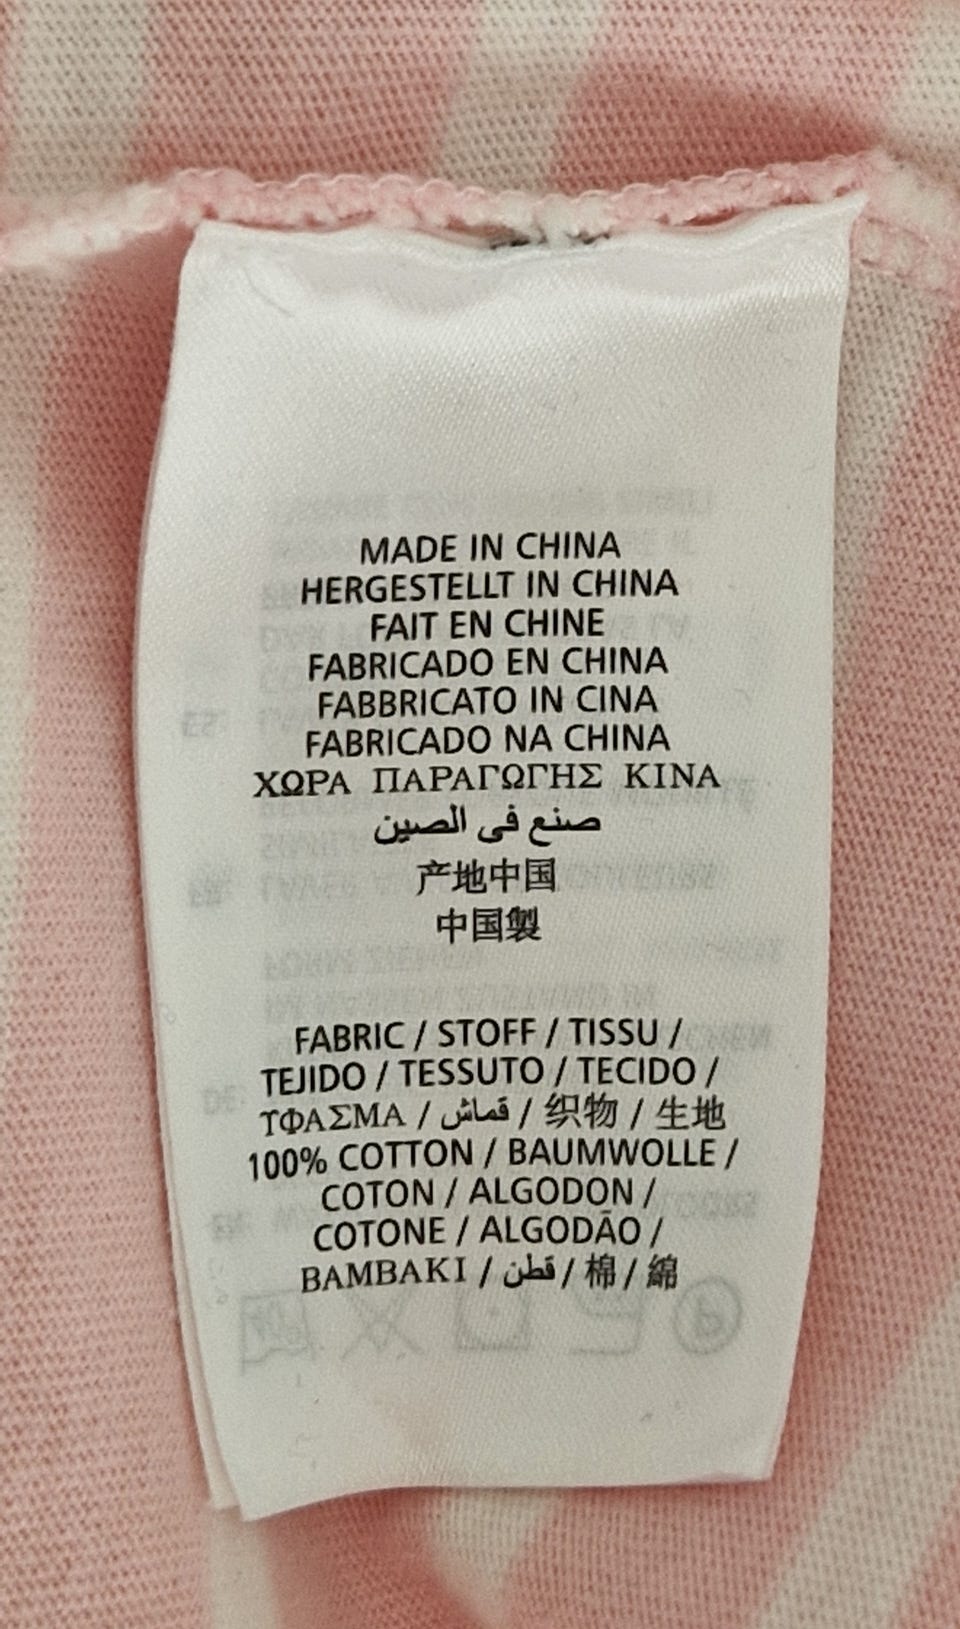 MADE IN CHINA
HERGESTELLT IN CHINA
FAIT EN CHINE
FABRICADO EN CHINA
FABBRICATO IN CINA
FABRICADO NA CHINA
ΧΩΡΑ ΠΑΡΑΓΩΓΗΣ ΚΙΝΑ
صنع فى الصين
产地中国
中国製
FABRIC / STOFF / TISSU /
TEJIDO / TESSUTO / TECIDO /
ΥΦΑΣΜΑ / قماش / 织物 / 生地
100% COTTON / BAUMWOLLE /
COTON / ALGODON /
COTONE / ALGODÃO /
ΒΑΜΒΑΚΙ / قطن / 棉 / 綿